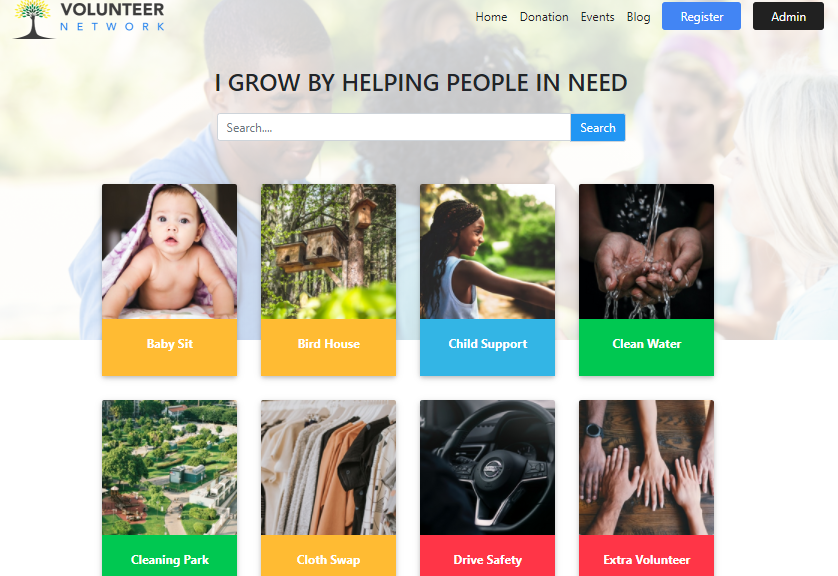 VOLUNTEER
NETWORK
Home Donation Events Blog Register Admin
I GROW BY HELPING PEOPLE IN NEED
Search.... Search
Baby Sit Bird House Child Support Clean Water
Cleaning Park Cloth Swap Drive Safety Extra Volunteer